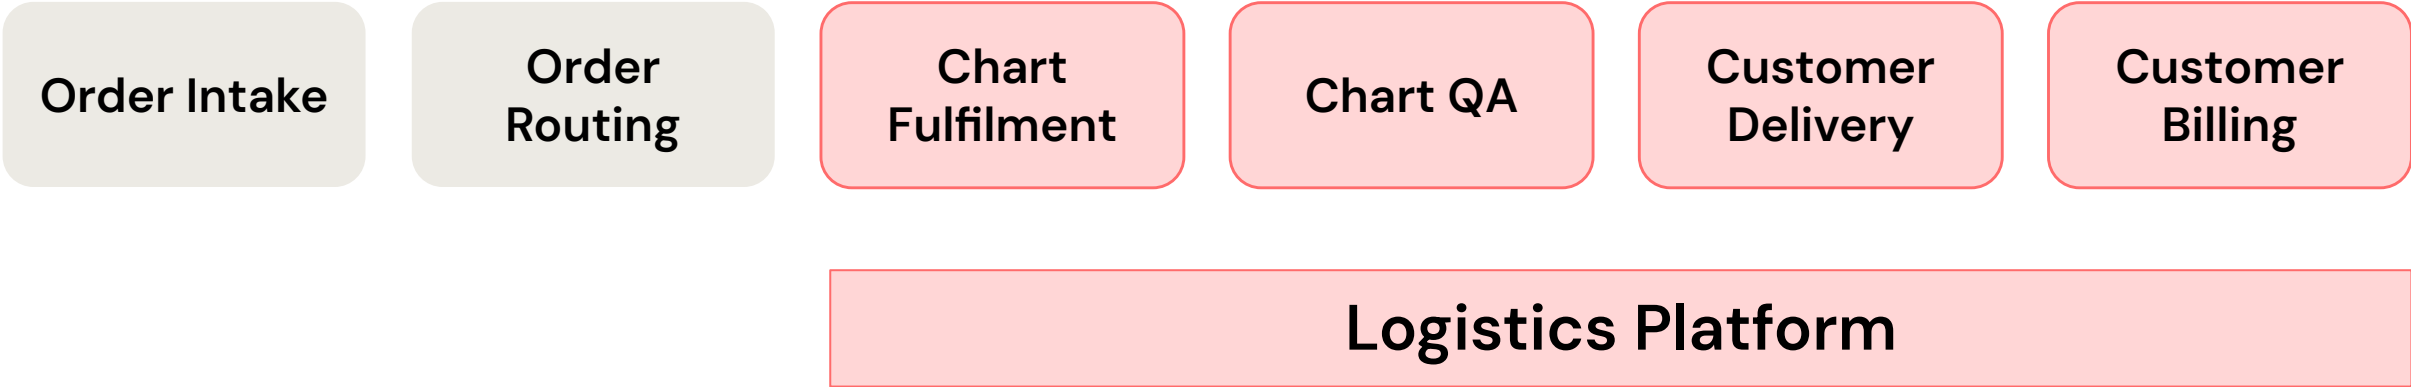 Order Intake
Order
Routing
Chart
Fulfilment
Chart QA
Customer
Delivery
Customer
Billing
Logistics Platform